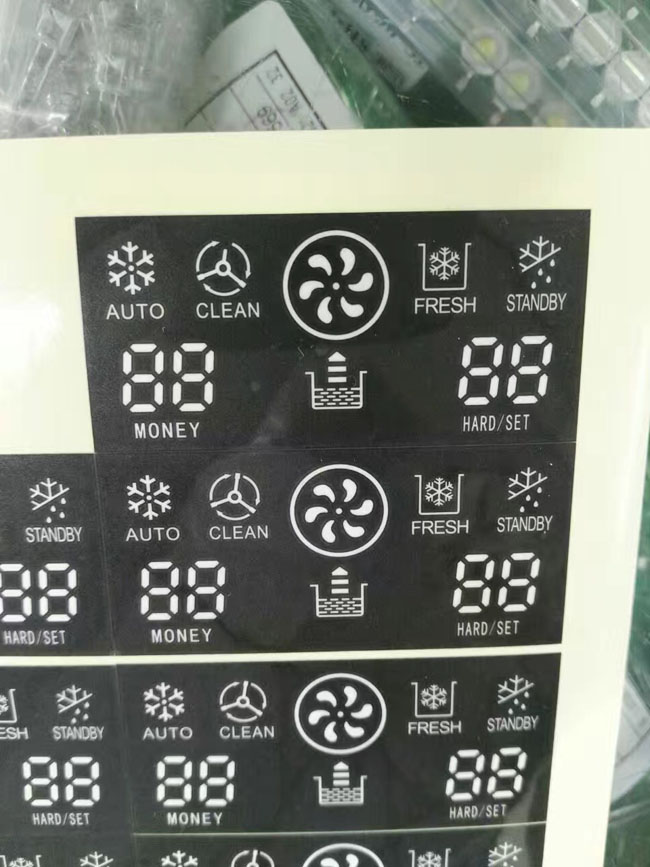 AUTO CLEAN FRESH STANDBY
88 88
MONEY HARD/SET
STANDBY AUTO CLEAN FRESH STANDBY
88 88 88
HARD/SET MONEY HARD/SET
ESH STANDBY AUTO CLEAN FRESH STANDBY
88 88 88
HARD/SET MONEY HARD/SET